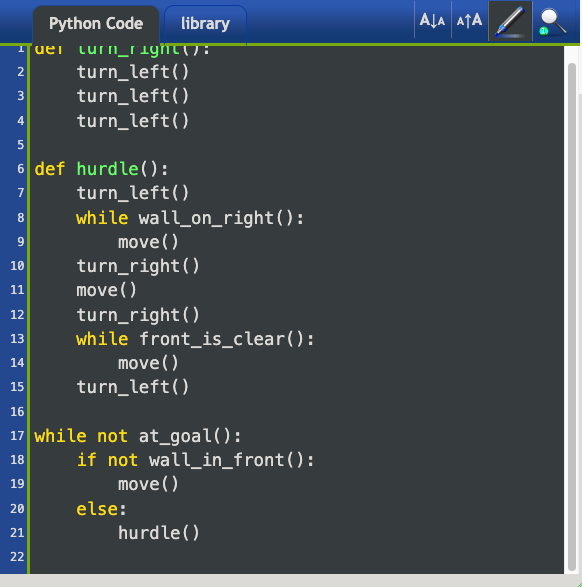 Python Code library A↓A A↑A
1 def turn_right():
2     turn_left()
3     turn_left()
4     turn_left()
5
6 def hurdle():
7     turn_left()
8     while wall_on_right():
9         move()
10     turn_right()
11     move()
12     turn_right()
13     while front_is_clear():
14         move()
15     turn_left()
16
17 while not at_goal():
18     if not wall_in_front():
19         move()
20     else:
21         hurdle()
22